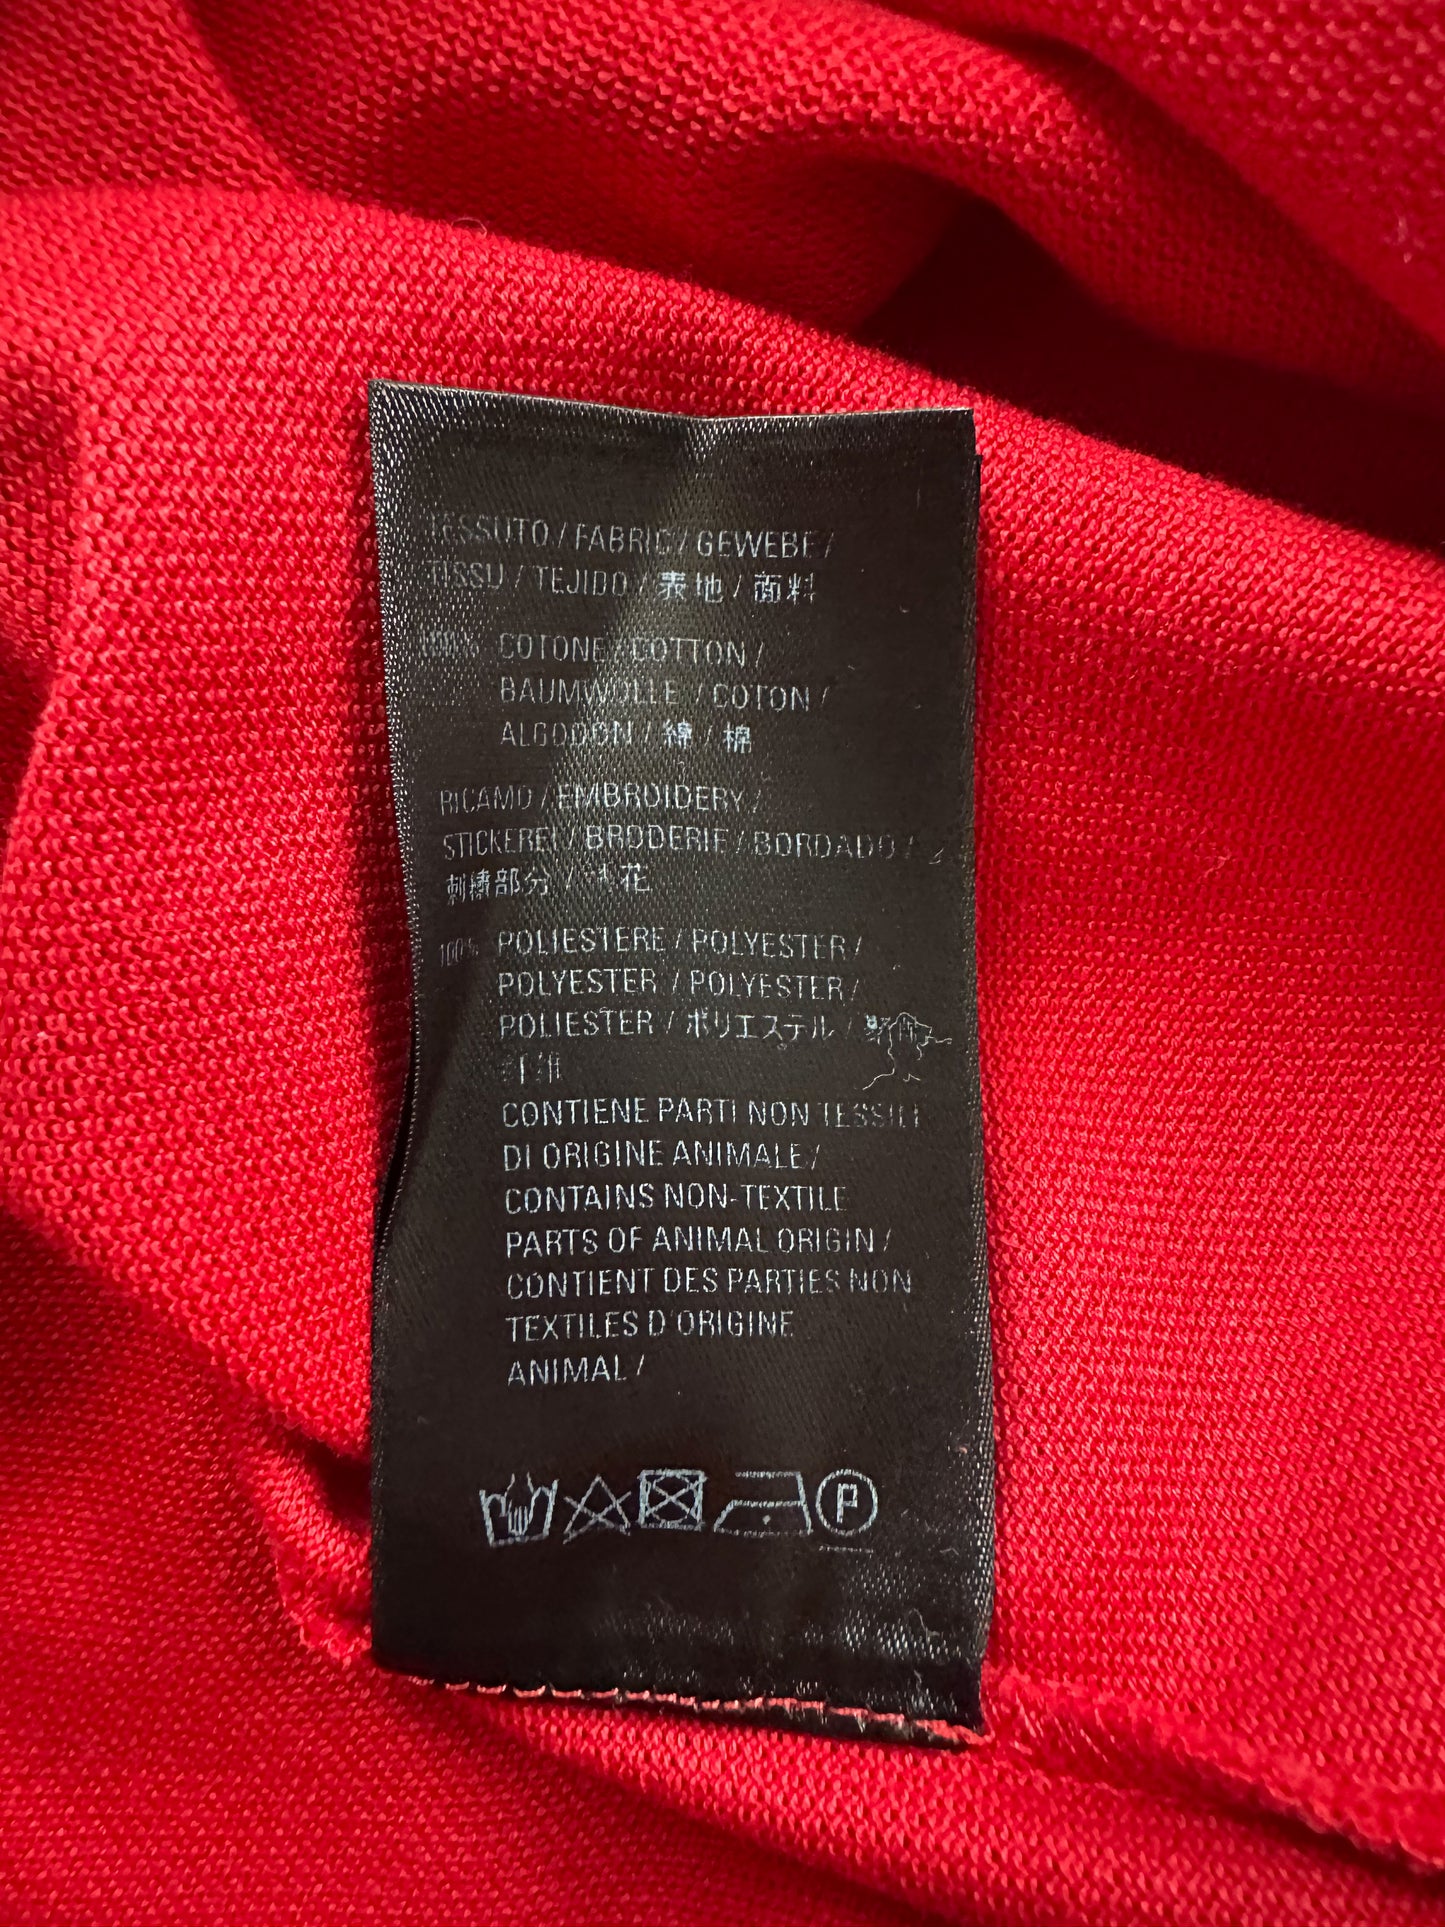 TESSUTO / FABRIC / GEWEBE /
TISSU / TEJIDO / 表地 / 面料
100% COTONE / COTTON /
BAUMWOLLE / COTON /
ALGODON / 綿 / 棉
RICAMO / EMBROIDERY /
STICKEREI / BRODERIE / BORDADO /
刺繍部分 / 花
100% POLIESTERE / POLYESTER /
POLYESTER / POLYESTER /
POLIESTER / ポリエステル /
CONTIENE PARTI NON TESSILI
DI ORIGINE ANIMALE /
CONTAINS NON-TEXTILE
PARTS OF ANIMAL ORIGIN /
CONTIENT DES PARTIES NON
TEXTILES D'ORIGINE
ANIMAL /
P